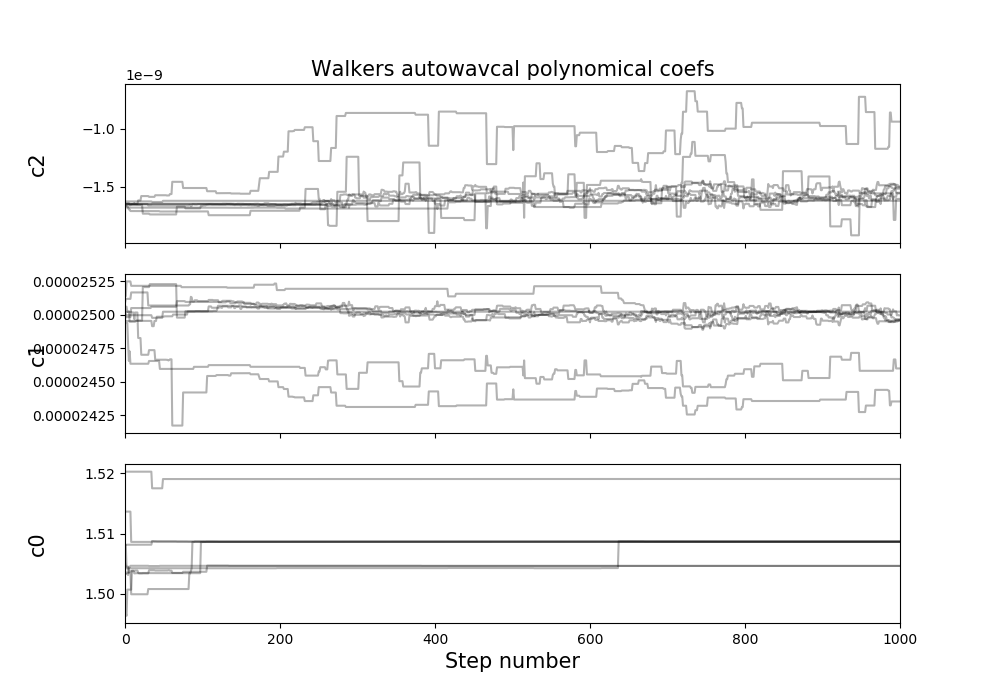 Walkers autowavcal polynomical coefs
1e−9
−1.0
−1.5
c2
0.00002525
0.00002500
0.00002475
0.00002450
0.00002425
c1
1.52
1.51
1.50
c0
0 200 400 600 800 1000
Step number